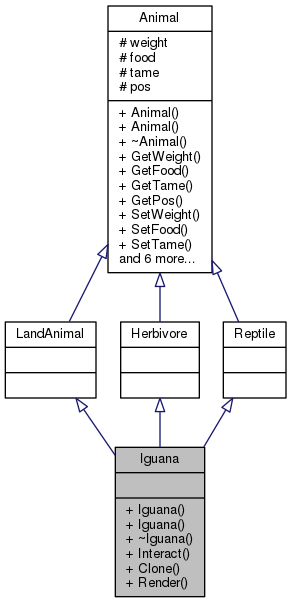 Animal
# weight
# food
# tame
# pos
+ Animal()
+ Animal()
+ ~Animal()
+ GetWeight()
+ GetFood()
+ GetTame()
+ GetPos()
+ SetWeight()
+ SetFood()
+ SetTame()
and 6 more...
LandAnimal
Herbivore
Reptile
Iguana
+ Iguana()
+ Iguana()
+ ~Iguana()
+ Interact()
+ Clone()
+ Render()